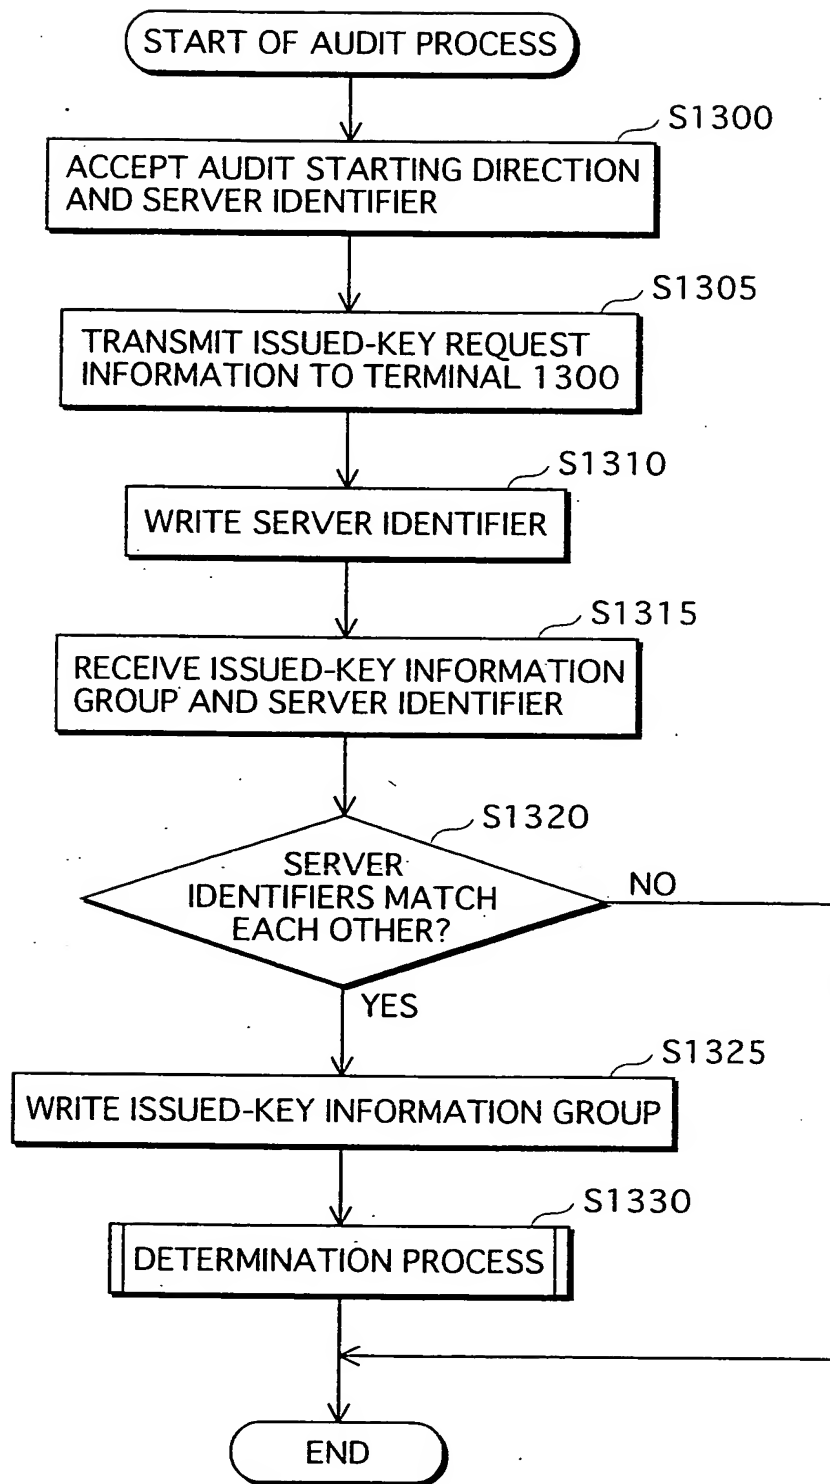 START OF AUDIT PROCESS
S1300
ACCEPT AUDIT STARTING DIRECTION
AND SERVER IDENTIFIER
S1305
TRANSMIT ISSUED-KEY REQUEST
INFORMATION TO TERMINAL 1300
S1310
WRITE SERVER IDENTIFIER
S1315
RECEIVE ISSUED-KEY INFORMATION
GROUP AND SERVER IDENTIFIER
S1320
SERVER
IDENTIFIERS MATCH
EACH OTHER?
NO
YES
S1325
WRITE ISSUED-KEY INFORMATION GROUP
S1330
DETERMINATION PROCESS
END